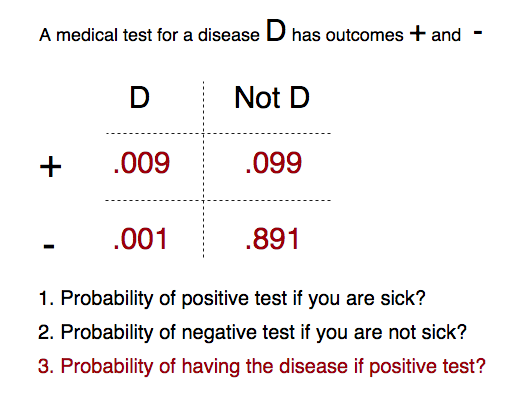 A medical test for a disease D has outcomes + and -
D Not D
+ .009 .099
- .001 .891
1. Probability of positive test if you are sick?
2. Probability of negative test if you are not sick?
3. Probability of having the disease if positive test?